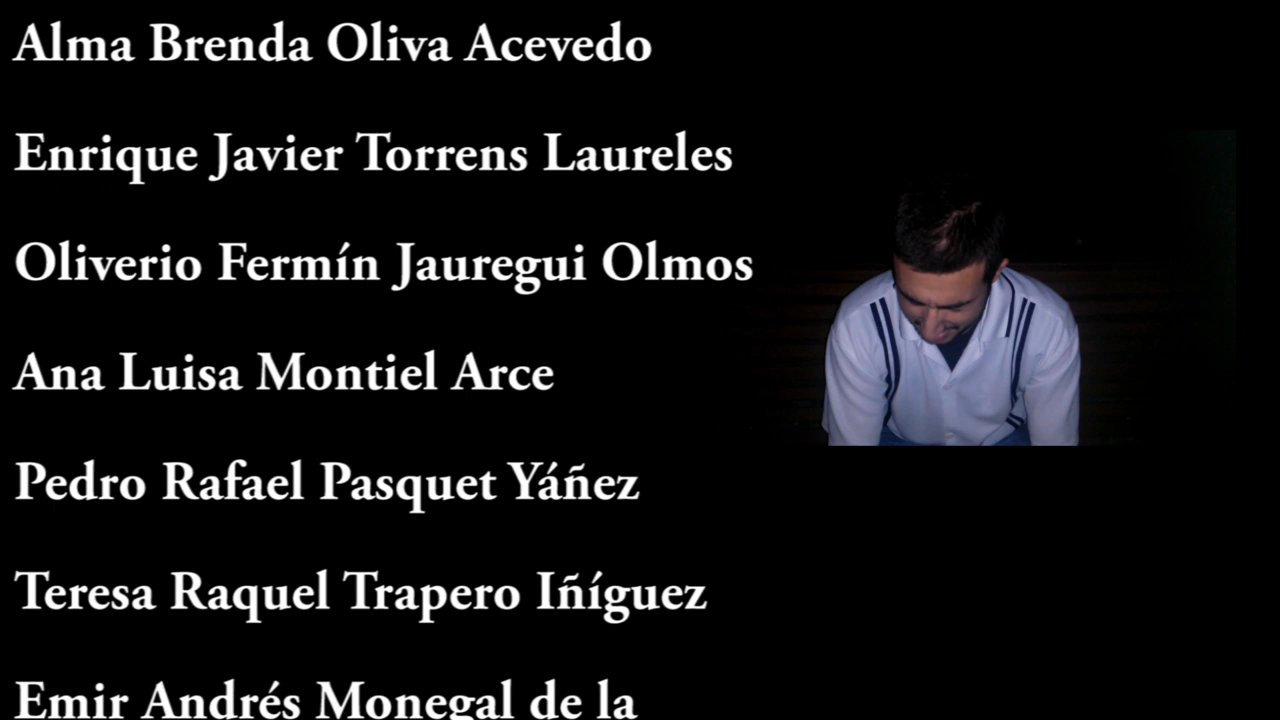 Alma Brenda Oliva Acevedo
Enrique Javier Torrens Laureles
Oliverio Fermín Jauregui Olmos
Ana Luisa Montiel Arce
Pedro Rafael Pasquet Yáñez
Teresa Raquel Trapero Iñíguez
Emir Andrés Monegal de la